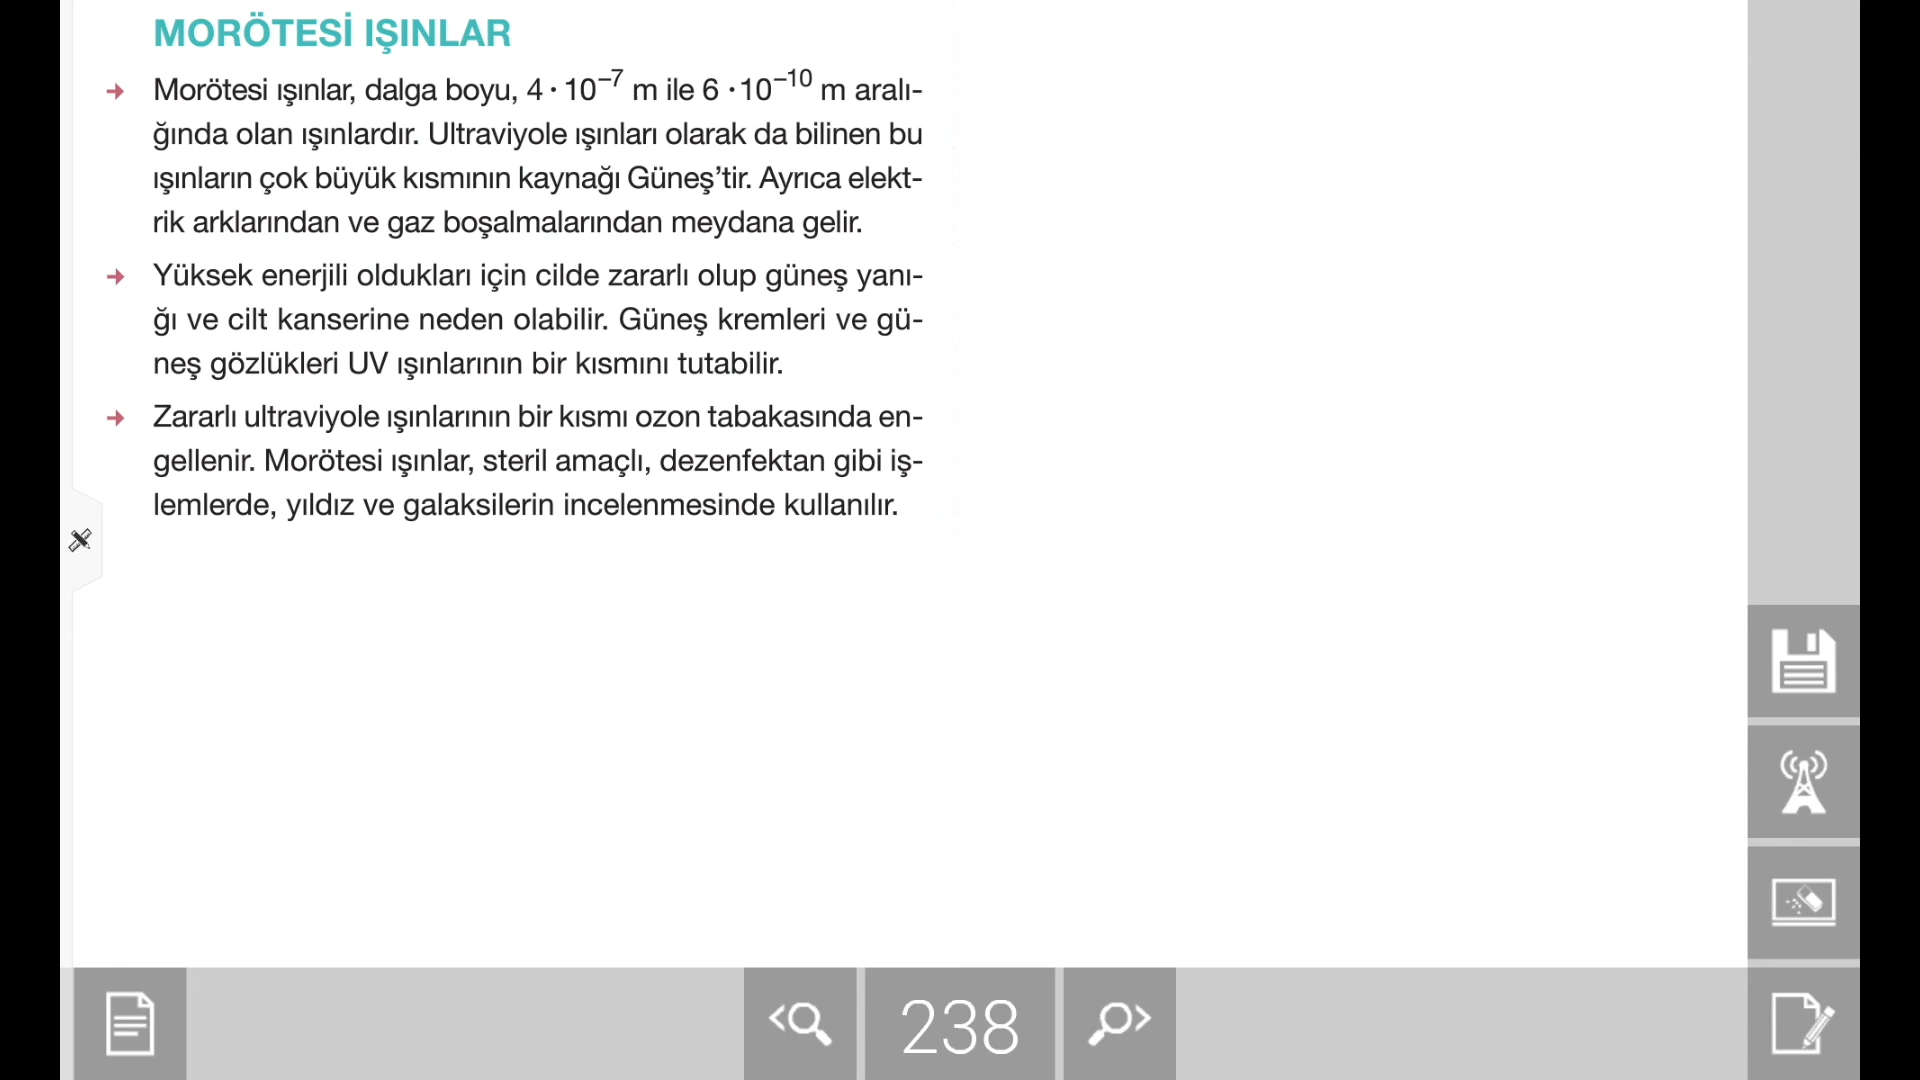 MORÖTESİ IŞINLAR
→ Morötesi ışınlar, dalga boyu, 4 · 10⁻⁷ m ile 6 · 10⁻¹⁰ m aralı-
ğında olan ışınlardır. Ultraviyole ışınları olarak da bilinen bu
ışınların çok büyük kısmının kaynağı Güneş’tir. Ayrıca elekt-
rik arklarından ve gaz boşalmalarından meydana gelir.
→ Yüksek enerjili oldukları için cilde zararlı olup güneş yanı-
ğı ve cilt kanserine neden olabilir. Güneş kremleri ve gü-
neş gözlükleri UV ışınlarının bir kısmını tutabilir.
→ Zararlı ultraviyole ışınlarının bir kısmı ozon tabakasında en-
gellenir. Morötesi ışınlar, steril amaçlı, dezenfektan gibi iş-
lemlerde, yıldız ve galaksilerin incelenmesinde kullanılır.
238